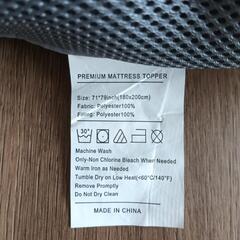 PREMIUM MATTRESS TOPPER
Size: 71*79inch(180x200cm)
Fabric: Polyester100%
Filling: Polyester100%
30°
Machine Wash
Only-Non Chlorine Bleach When Needed
Warm Iron as Needed
Tumble Dry on Low Heat(<60°C/140°F)
Remove Promptly
Do Not Dry Clean
MADE IN CHINA